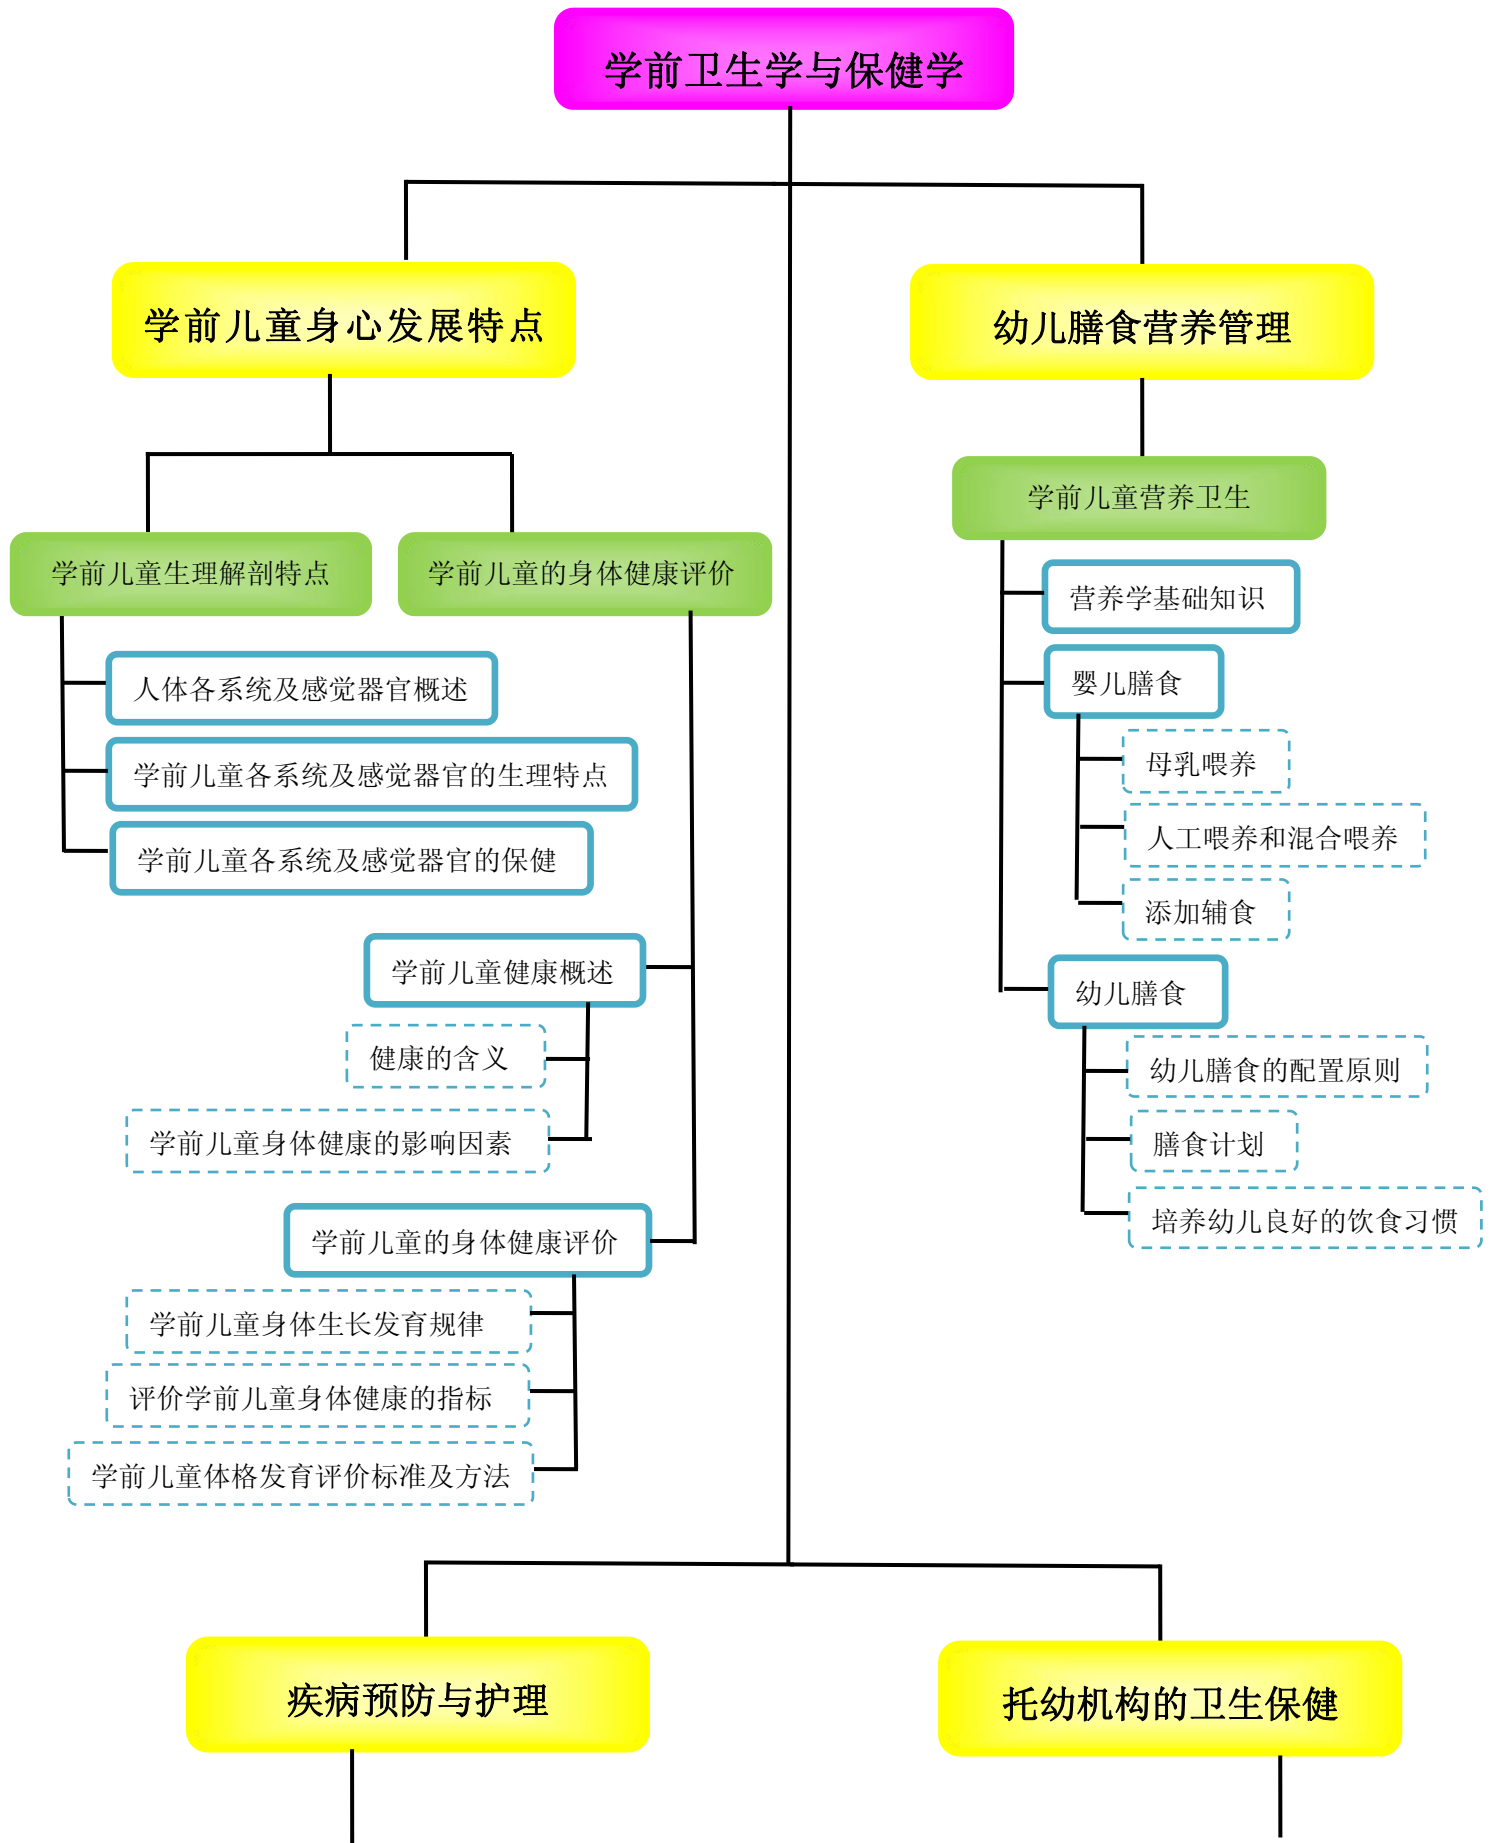 学前卫生学与保健学
学前儿童身心发展特点
幼儿膳食营养管理
学前儿童生理解剖特点
学前儿童的身体健康评价
人体各系统及感觉器官概述
学前儿童各系统及感觉器官的生理特点
学前儿童各系统及感觉器官的保健
学前儿童健康概述
健康的含义
学前儿童身体健康的影响因素
学前儿童的身体健康评价
学前儿童身体生长发育规律
评价学前儿童身体健康的指标
学前儿童体格发育评价标准及方法
学前儿童营养卫生
营养学基础知识
婴儿膳食
母乳喂养
人工喂养和混合喂养
添加辅食
幼儿膳食
幼儿膳食的配置原则
膳食计划
培养幼儿良好的饮食习惯
疾病预防与护理
托幼机构的卫生保健